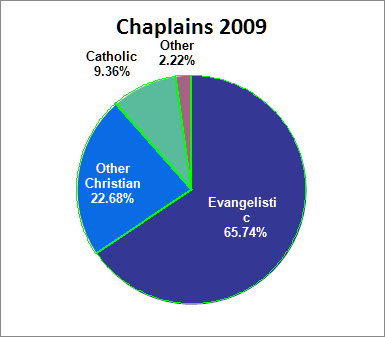 Chaplains 2009
Other
2.22%
Catholic
9.36%
Other
Christian
22.68%
Evangelisti
c
65.74%